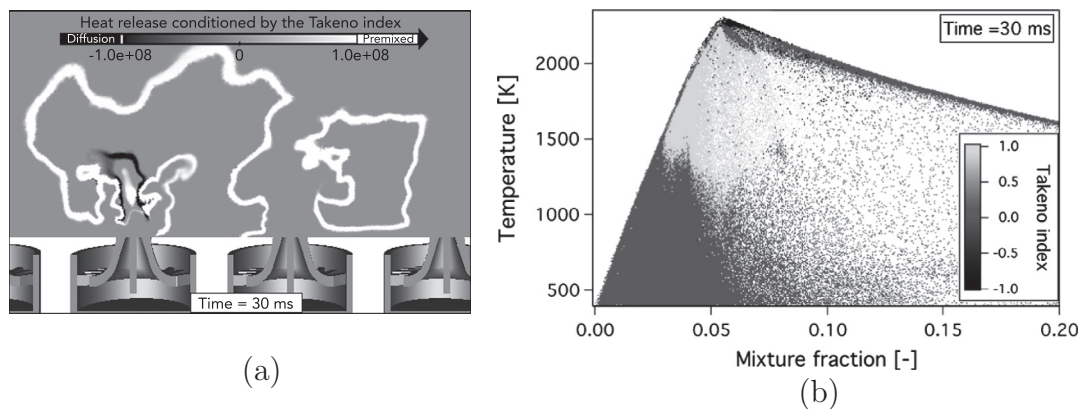 Heat release conditioned by the Takeno index
Diffusion
Premixed
-1.0e+08
0
1.0e+08
Time = 30 ms
(a)
Time =30 ms
Temperature [K]
2000
1500
1000
500
1.0
0.5
0.0
-0.5
-1.0
Takeno index
0.00
0.05
0.10
0.15
0.20
Mixture fraction [-]
(b)